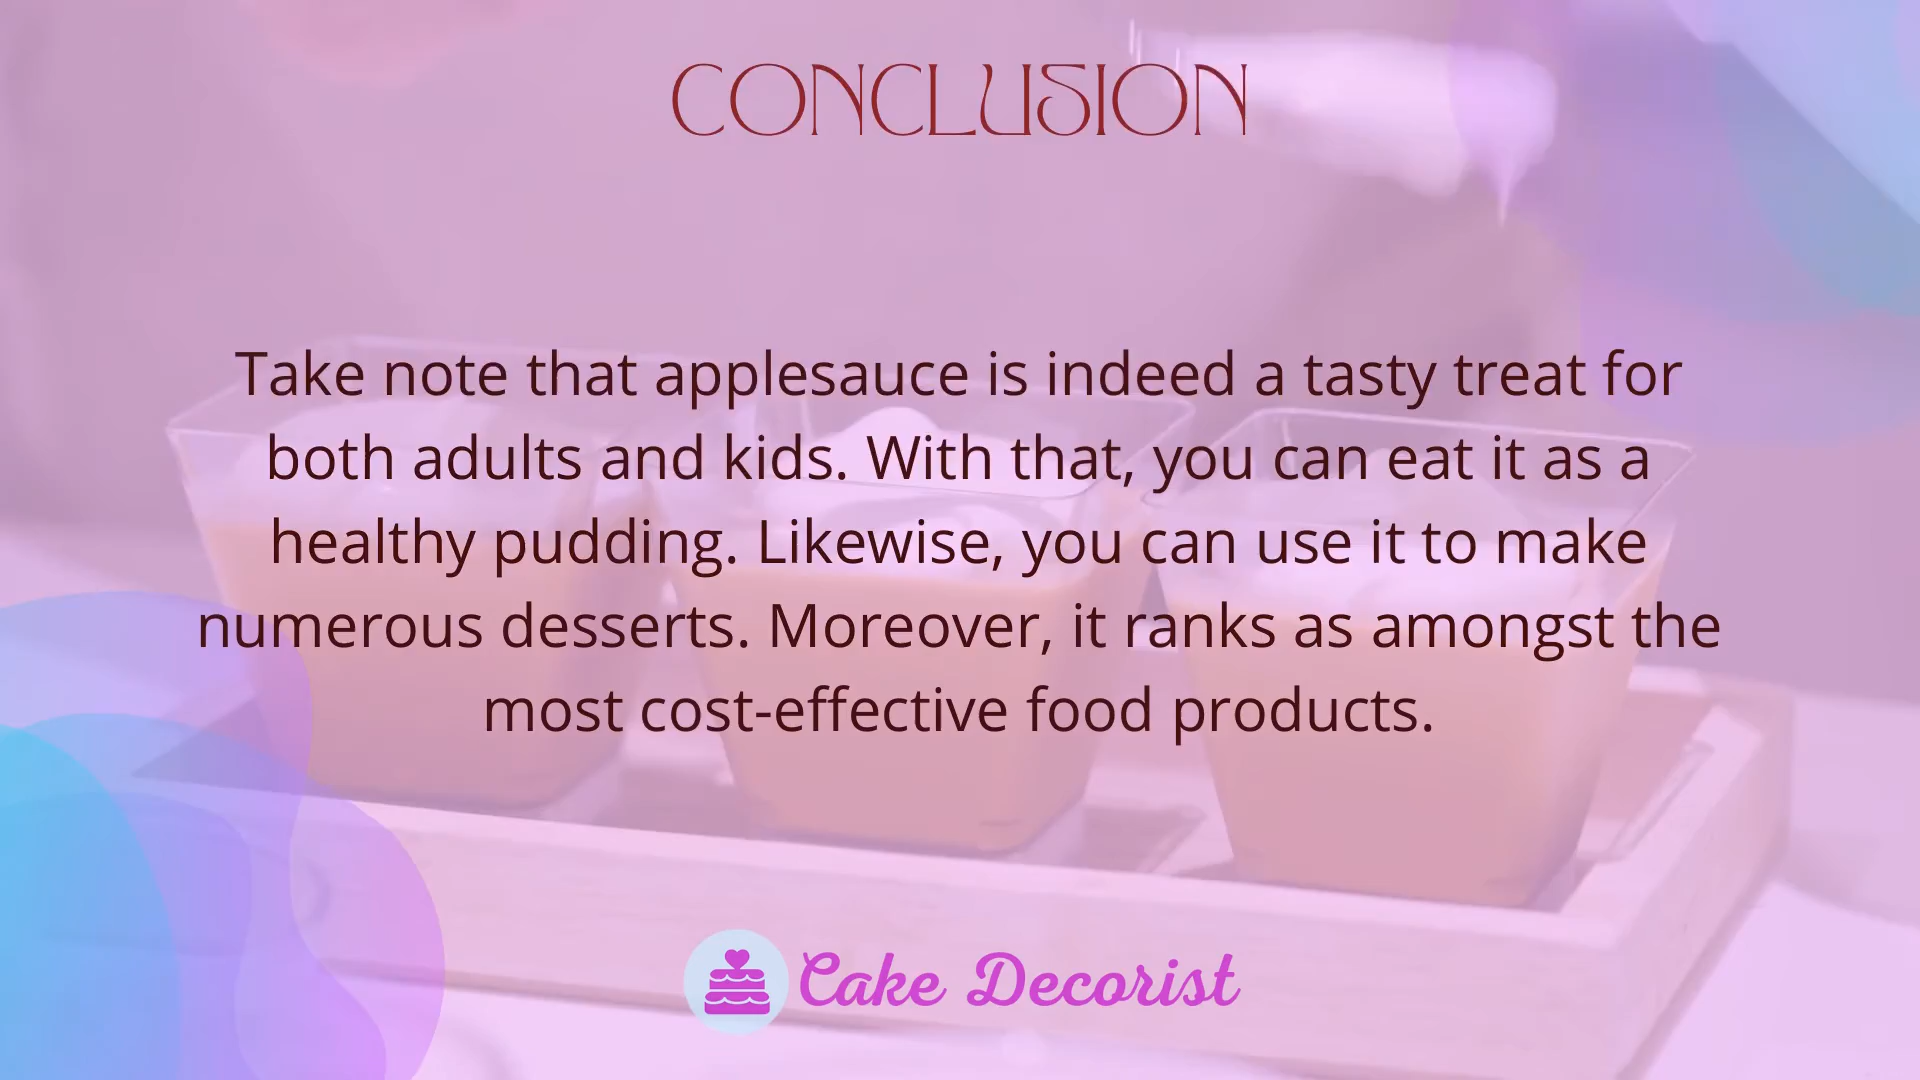 CONCLUSION
Take note that applesauce is indeed a tasty treat for
both adults and kids. With that, you can eat it as a
healthy pudding. Likewise, you can use it to make
numerous desserts. Moreover, it ranks as amongst the
most cost-effective food products.
Cake Decorist